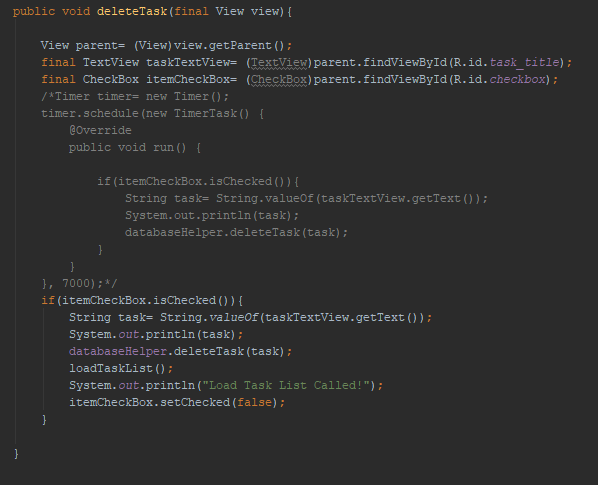 public void deleteTask(final View view){
View parent= (View)view.getParent();
final TextView taskTextView= (TextView)parent.findViewById(R.id.task_title);
final CheckBox itemCheckBox= (CheckBox)parent.findViewById(R.id.checkbox);
/*Timer timer= new Timer();
timer.schedule(new TimerTask() {
@Override
public void run() {
if(itemCheckBox.isChecked()){
String task= String.valueOf(taskTextView.getText());
System.out.println(task);
databaseHelper.deleteTask(task);
}
}
}, 7000);*/
if(itemCheckBox.isChecked()){
String task= String.valueOf(taskTextView.getText());
System.out.println(task);
databaseHelper.deleteTask(task);
loadTaskList();
System.out.println("Load Task List Called!");
itemCheckBox.setChecked(false);
}
}